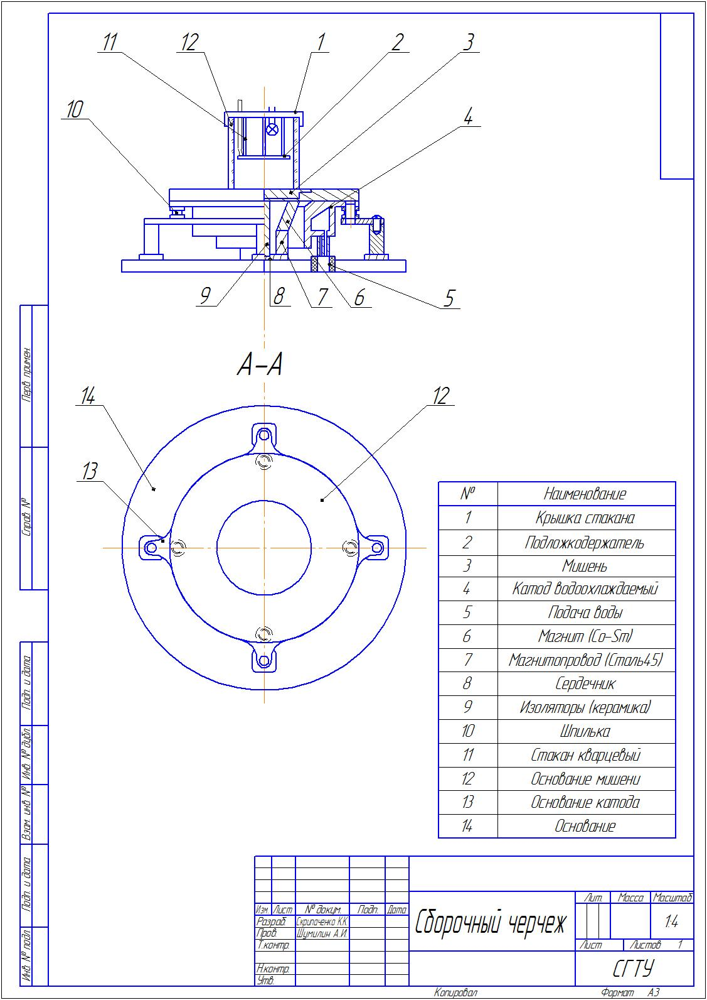 11 12 1 2 3
10 4
9 8 7 6 5
А-А
14 12
13
№ Наименование
1 Крышка стакана
2 Подложкодержатель
3 Мишень
4 Катод водоохлаждаемый
5 Подача воды
6 Магнит (Co-Sm)
7 Магнитопровод (Сталь45)
8 Сердечник
9 Изоляторы (керамика)
10 Шпилька
11 Стакан кварцевый
12 Основание мишени
13 Основание катода
14 Основание
Перв. примен.
Справ. №
Подп. и дата
Инв. № дубл.
Взам. инв. №
Подп. и дата
Инв. № подл.
Изм. Лист № докум. Подп. Дата
Разраб. Скрипаченко К.К.
Пров. Шумилин А.И.
Т.контр.
Н.контр.
Утв.
Сборочный чертеж
Лит. Масса Масштаб
1:4
Лист Листов 1
СГТУ
Копировал Формат А3